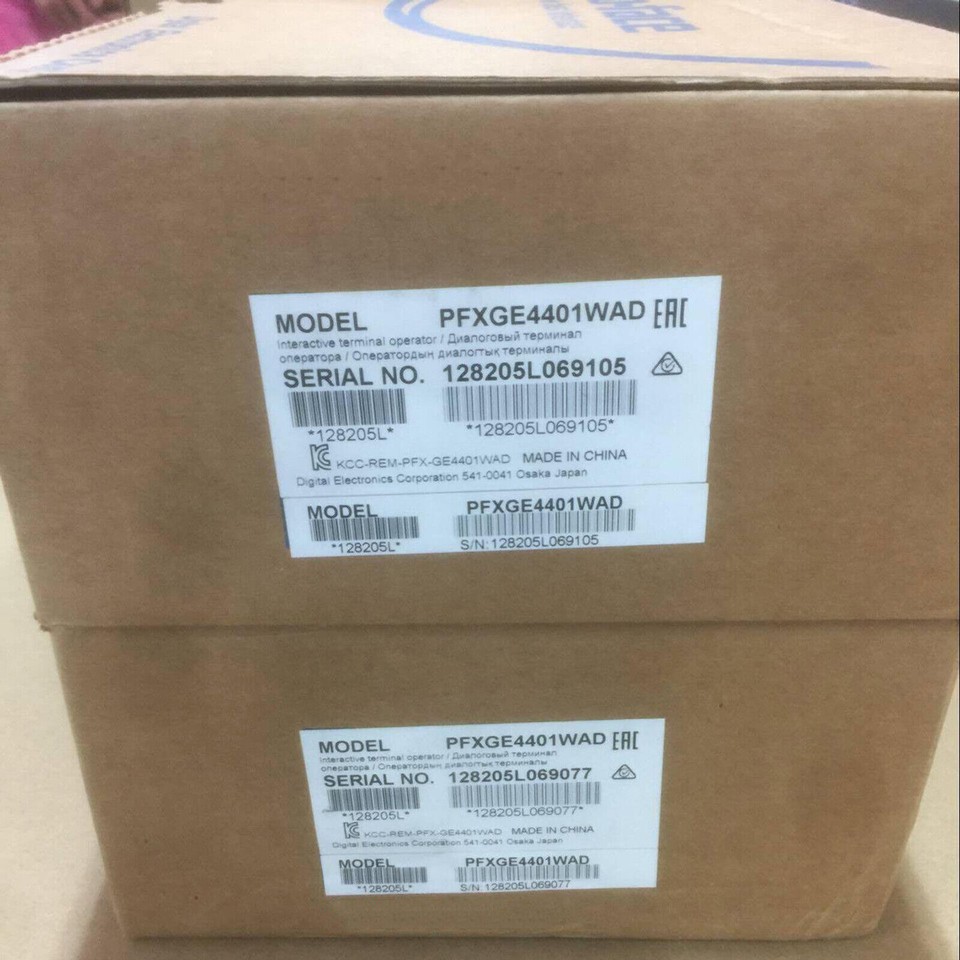 MODEL PFXGE4401WAD EAC
Interactive terminal operator / Диалоговый терминал
оператора / Оператордың диалогтық терминалы
SERIAL NO. 128205L069105
*128205L* *128205L069105*
KCC-REM-PFX-GE4401WAD MADE IN CHINA
Digital Electronics Corporation 541-0041 Osaka Japan
MODEL PFXGE4401WAD
*128205L* S/N:128205L069105
MODEL PFXGE4401WAD EAC
Interactive terminal operator / Диалоговый терминал
оператора / Оператордың диалогтық терминалы
SERIAL NO. 128205L069077
*128205L* *128205L069077*
KCC-REM-PFX-GE4401WAD MADE IN CHINA
Digital Electronics Corporation 541-0041 Osaka Japan
MODEL PFXGE4401WAD
*128205L* S/N:128205L069077